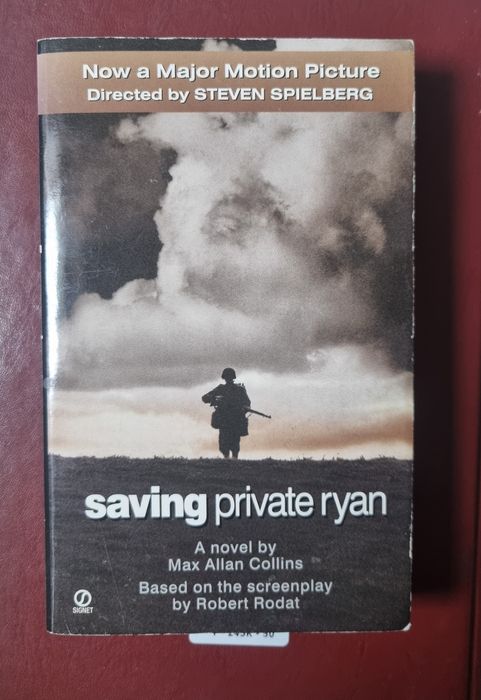 Now a Major Motion Picture
Directed by STEVEN SPIELBERG
saving private ryan
A novel by
Max Allan Collins
Based on the screenplay
by Robert Rodat
SIGNET